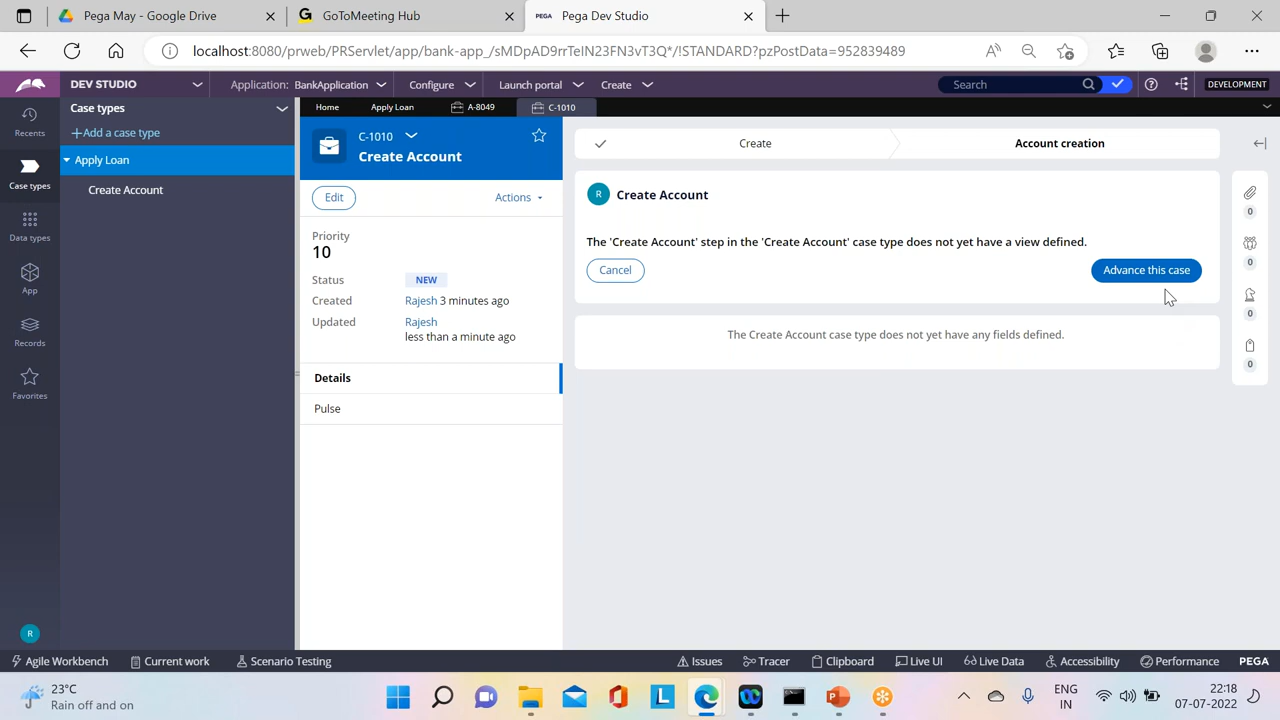 Pega May - Google Drive
GoToMeeting Hub
PEGA Pega Dev Studio
localhost:8080/prweb/PRServlet/app/bank-app_/sMDpAD9rrTeIN23FN3vT3Q*/!STANDARD?pzPostData=952839489
DEV STUDIO
Application: BankApplication
Configure
Launch portal
Create
Search
DEVELOPMENT
Recents
Case types
Data types
App
Records
Favorites
R
Case types
+Add a case type
Apply Loan
Create Account
Home
Apply Loan
A-8049
C-1010
C-1010
Create Account
Edit
Actions
Priority
10
Status NEW
Created Rajesh 3 minutes ago
Updated Rajesh
less than a minute ago
Details
Pulse
Create
Account creation
R Create Account
The 'Create Account' step in the 'Create Account' case type does not yet have a view defined.
Cancel
Advance this case
The Create Account case type does not yet have any fields defined.
0
0
0
0
Agile Workbench
Current work
Scenario Testing
Issues
Tracer
Clipboard
Live UI
Live Data
Accessibility
Performance
PEGA
23°C
Rain off and on
ENG
IN
22:18
07-07-2022